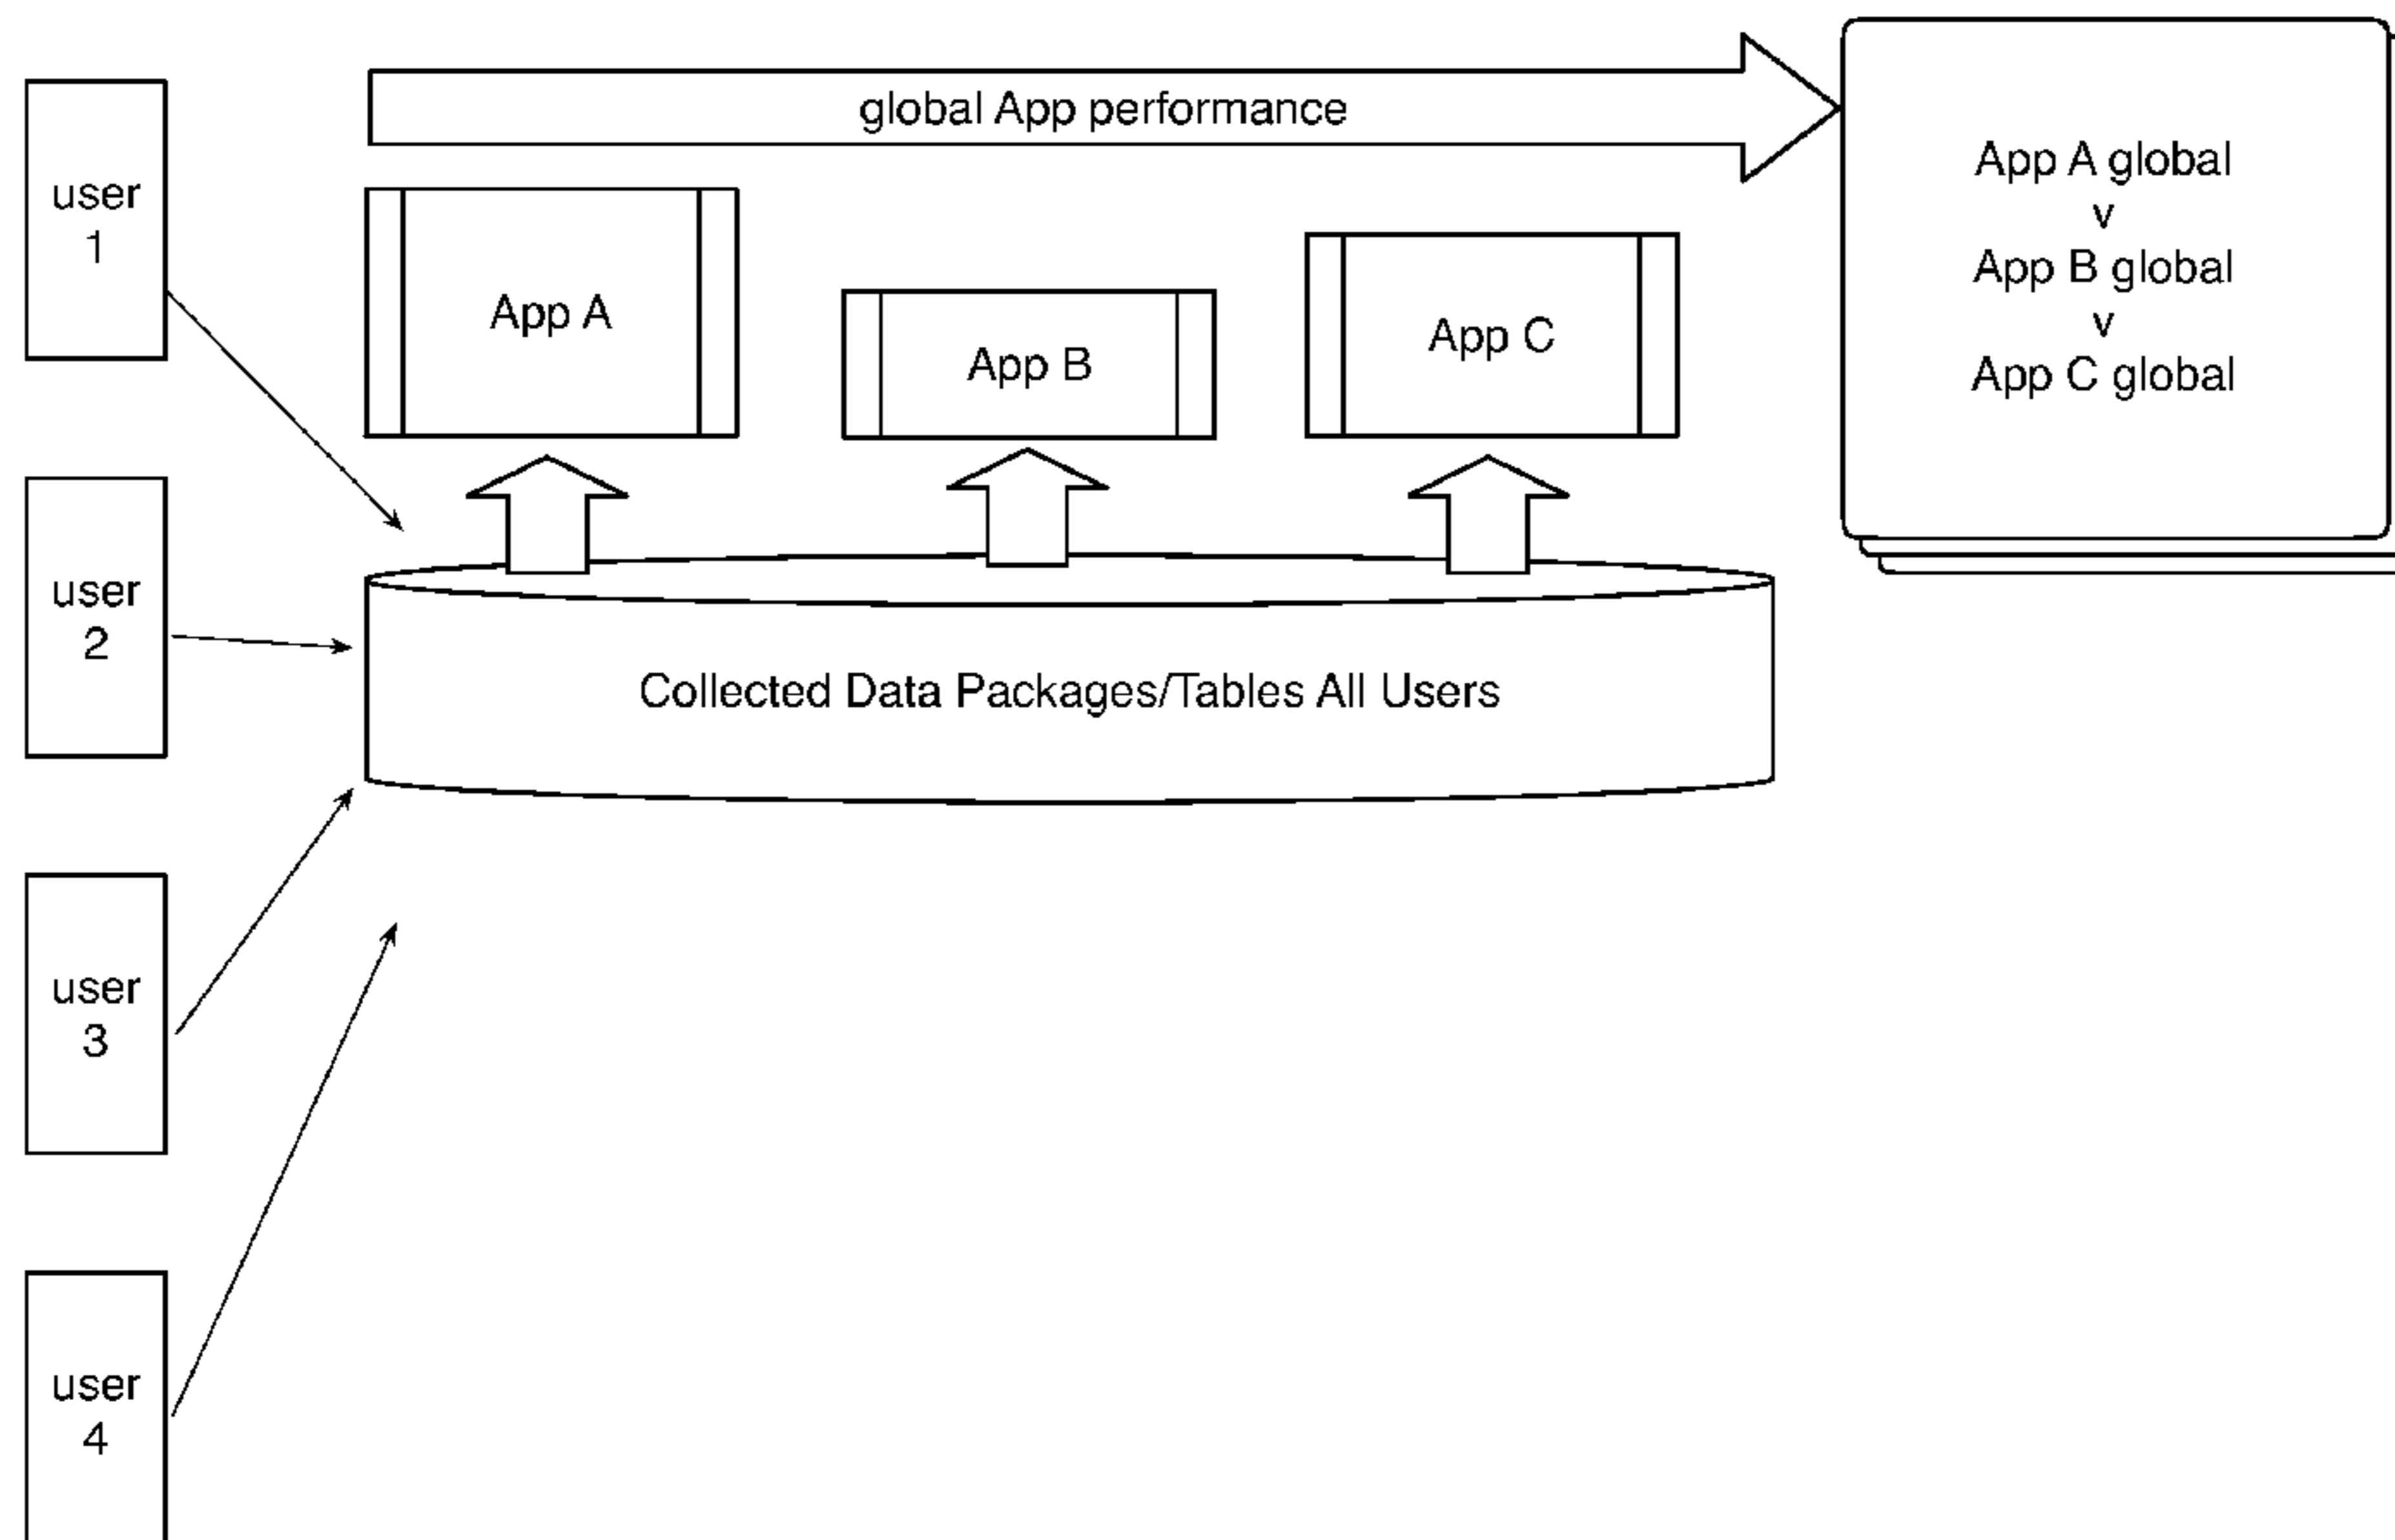 global App performance
App A global
v
App B global
v
App C global
user
1
App A
App B
App C
user
2
Collected Data Packages/Tables All Users
user
3
user
4